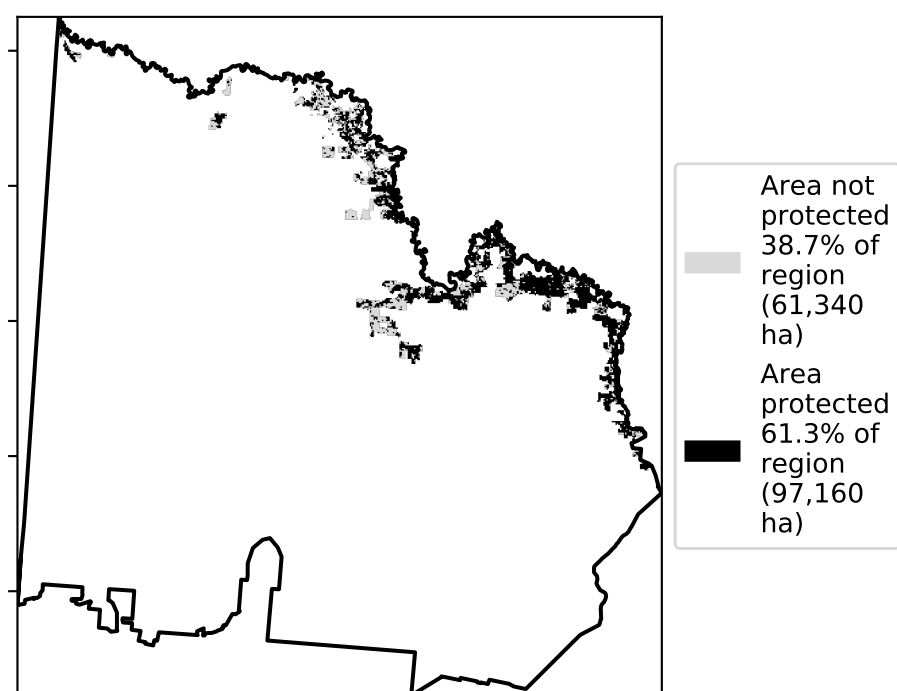 Area not
protected
38.7% of
region
(61,340
ha)
Area
protected
61.3% of
region
(97,160
ha)